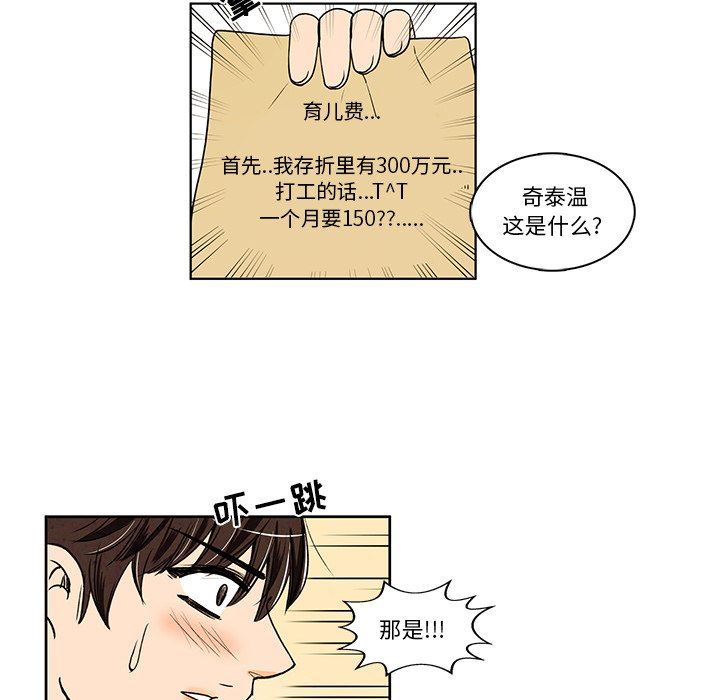 育儿费...
首先..我存折里有300万元..
打工的话...T^T
一个月要150??.....
奇泰温
这是什么?
吓一跳
那是!!!